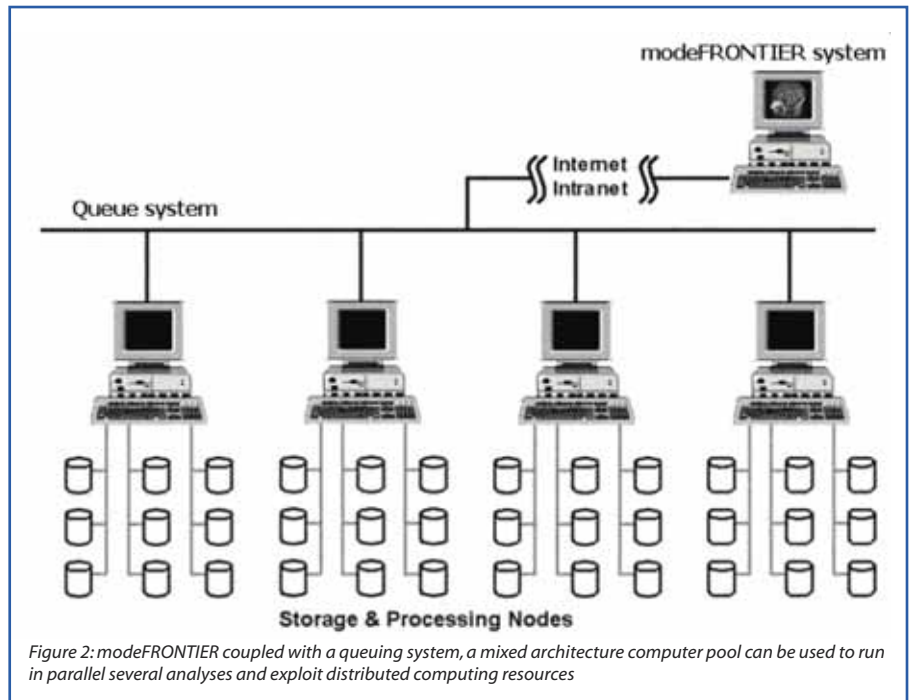 modeFRONTIER system
Internet
Intranet
Queue system
Storage & Processing Nodes
Figure 2: modeFRONTIER coupled with a queuing system, a mixed architecture computer pool can be used to run
in parallel several analyses and exploit distributed computing resources